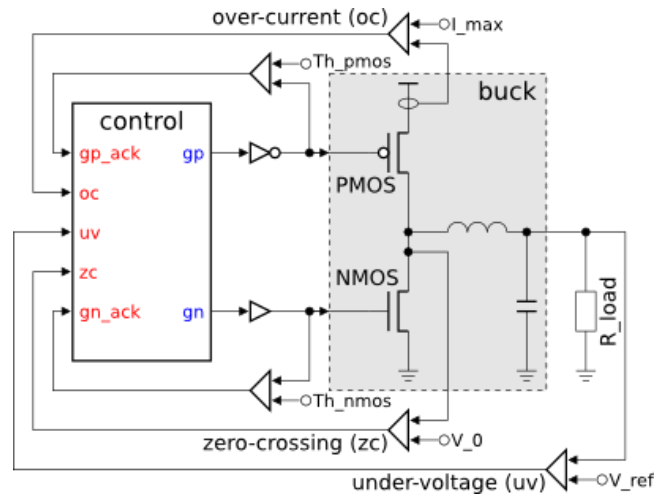 over-current (oc)
I_max
Th_pmos
buck
control
gp_ack
gp
PMOS
oc
uv
zc
NMOS
gn_ack
gn
R_load
Th_nmos
zero-crossing (zc)
V_0
under-voltage (uv)
V_ref